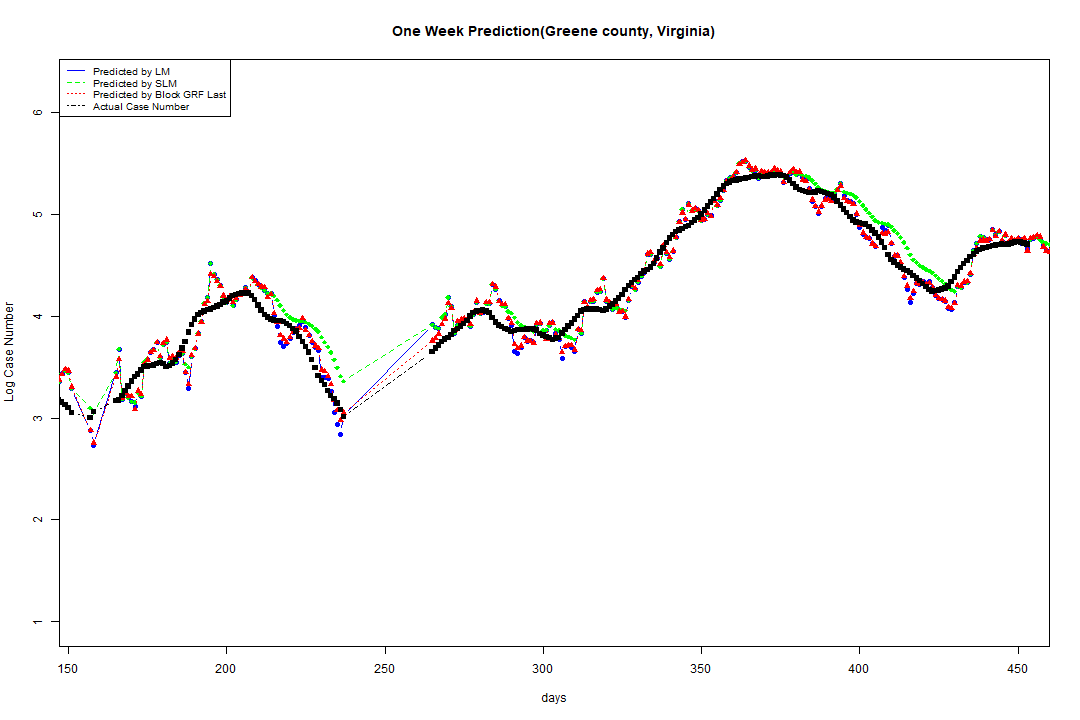 One Week Prediction(Greene county, Virginia)
Predicted by LM
Predicted by SLM
Predicted by Block GRF Last
Actual Case Number
6
5
4
3
2
1
Log Case Number
150 200 250 300 350 400 450
days